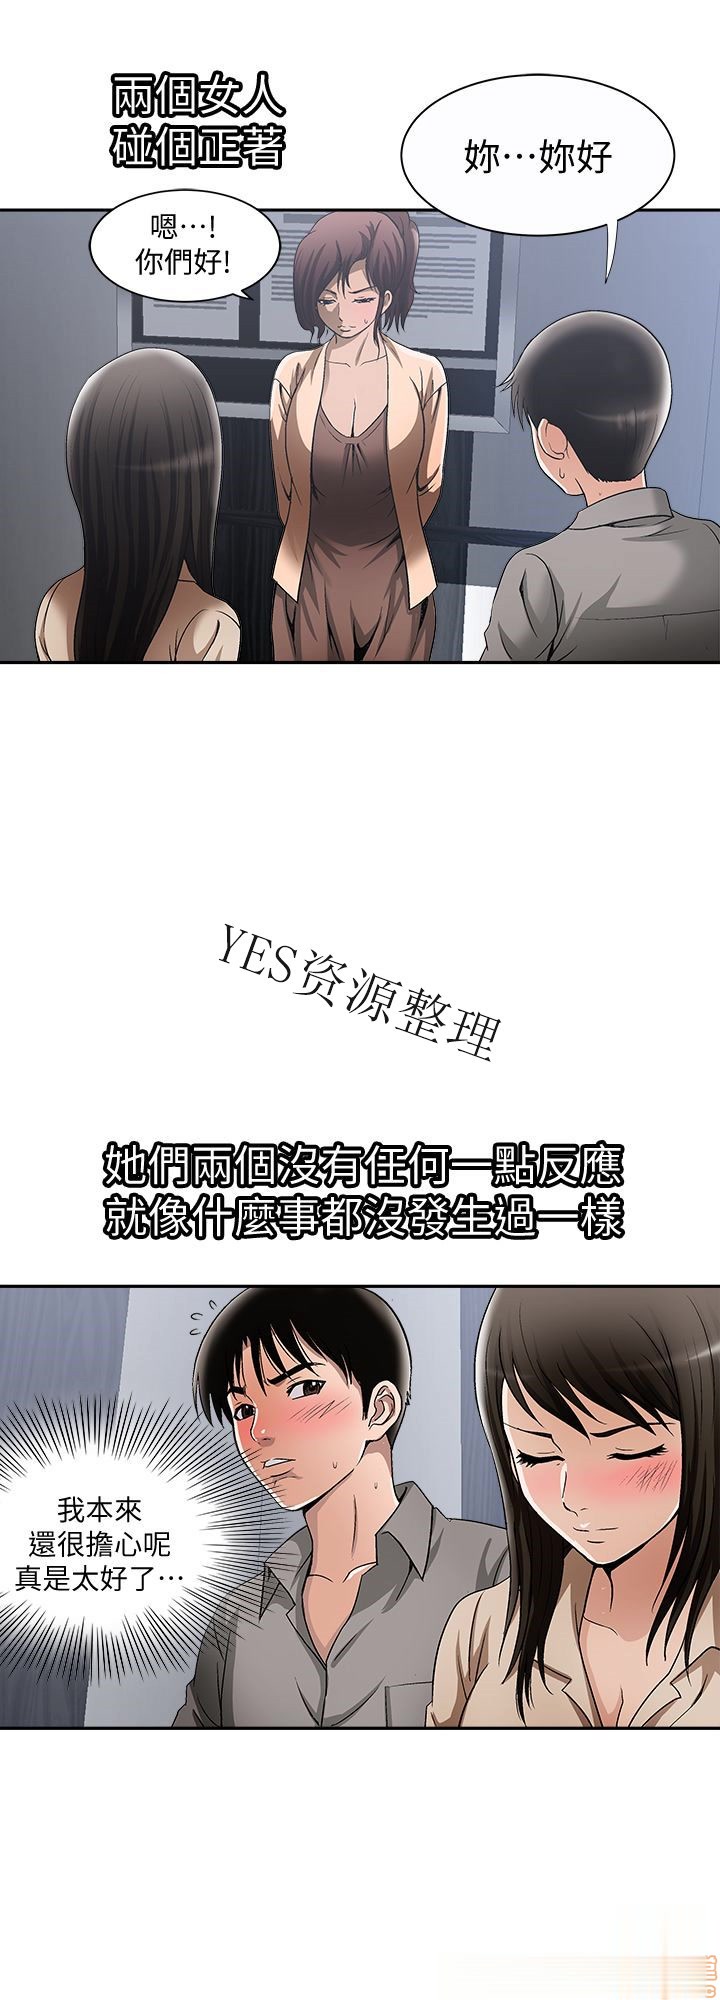 兩個女人
碰個正著
妳…妳好
嗯…!
你們好!
YES资源整理
她們兩個沒有任何一點反應
就像什麼事都沒發生過一樣
我本來
還很擔心呢
真是太好了…